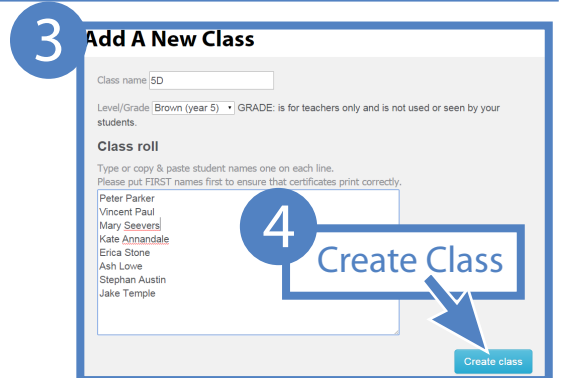 3
Add A New Class
Class name 5D
Level/Grade Brown (year 5) GRADE: is for teachers only and is not used or seen by your
students.
Class roll
Type or copy & paste student names one on each line.
Please put FIRST names first to ensure that certificates print correctly.
Peter Parker
Vincent Paul
Mary Seevers
Kate Annandale
Erica Stone
Ash Lowe
Stephan Austin
Jake Temple
4
Create Class
Create class